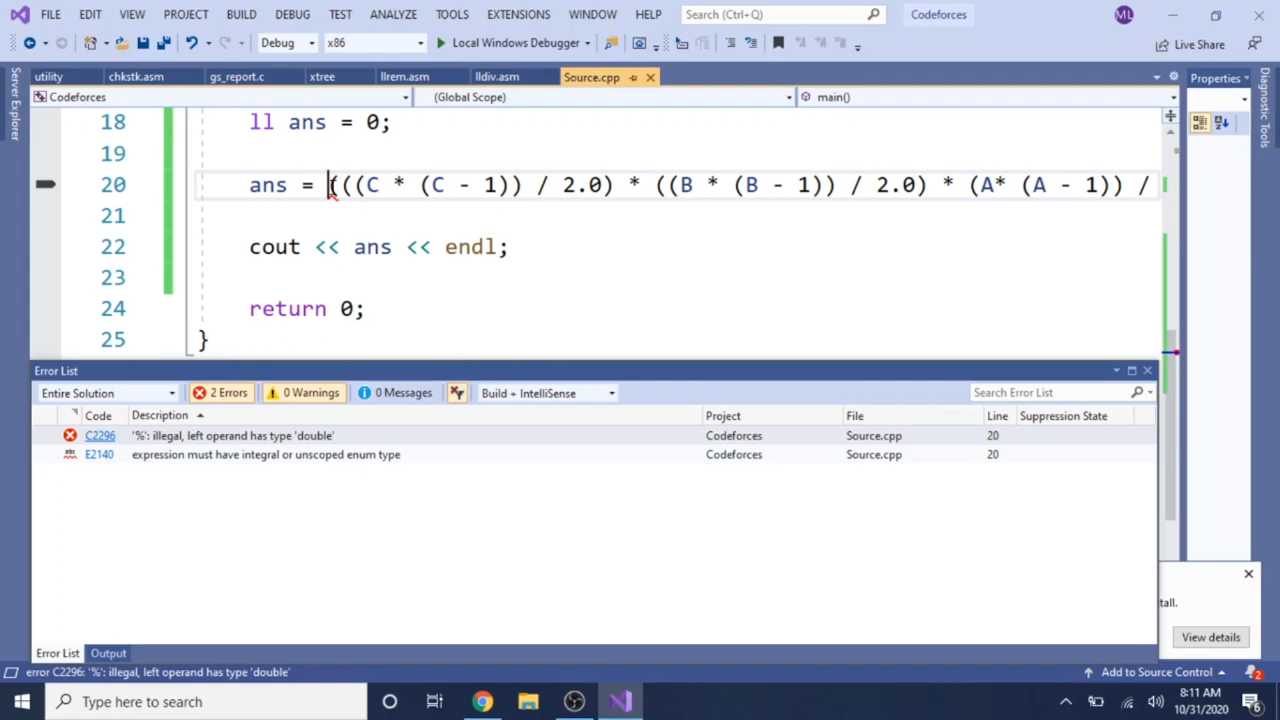 FILE EDIT VIEW PROJECT BUILD DEBUG TEST ANALYZE TOOLS EXTENSIONS WINDOW HELP Search (Ctrl+Q) Codeforces ML
Debug x86 Local Windows Debugger Live Share
Server Explorer
utility chkstk.asm gs_report.c xtree llrem.asm lldiv.asm Source.cpp
Properties
Diagnostic Tools
Codeforces (Global Scope) main()
18 ll ans = 0;
19
20 ans = (((C * (C - 1)) / 2.0) * ((B * (B - 1)) / 2.0) * (A* (A - 1)) /
21
22 cout << ans << endl;
23
24 return 0;
25 }
Error List
Entire Solution 2 Errors 0 Warnings 0 Messages Build + IntelliSense Search Error List
Code Description Project File Line Suppression State
C2296 '%': illegal, left operand has type 'double' Codeforces Source.cpp 20
abc E2140 expression must have integral or unscoped enum type Codeforces Source.cpp 20
tall.
View details
Error List Output
error C2296: '%': illegal, left operand has type 'double' Add to Source Control 2
Type here to search
8:11 AM
10/31/2020
6